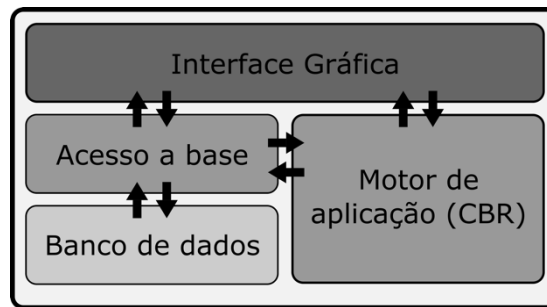 Interface Gráfica
Acesso a base
Banco de dados
Motor de
aplicação (CBR)